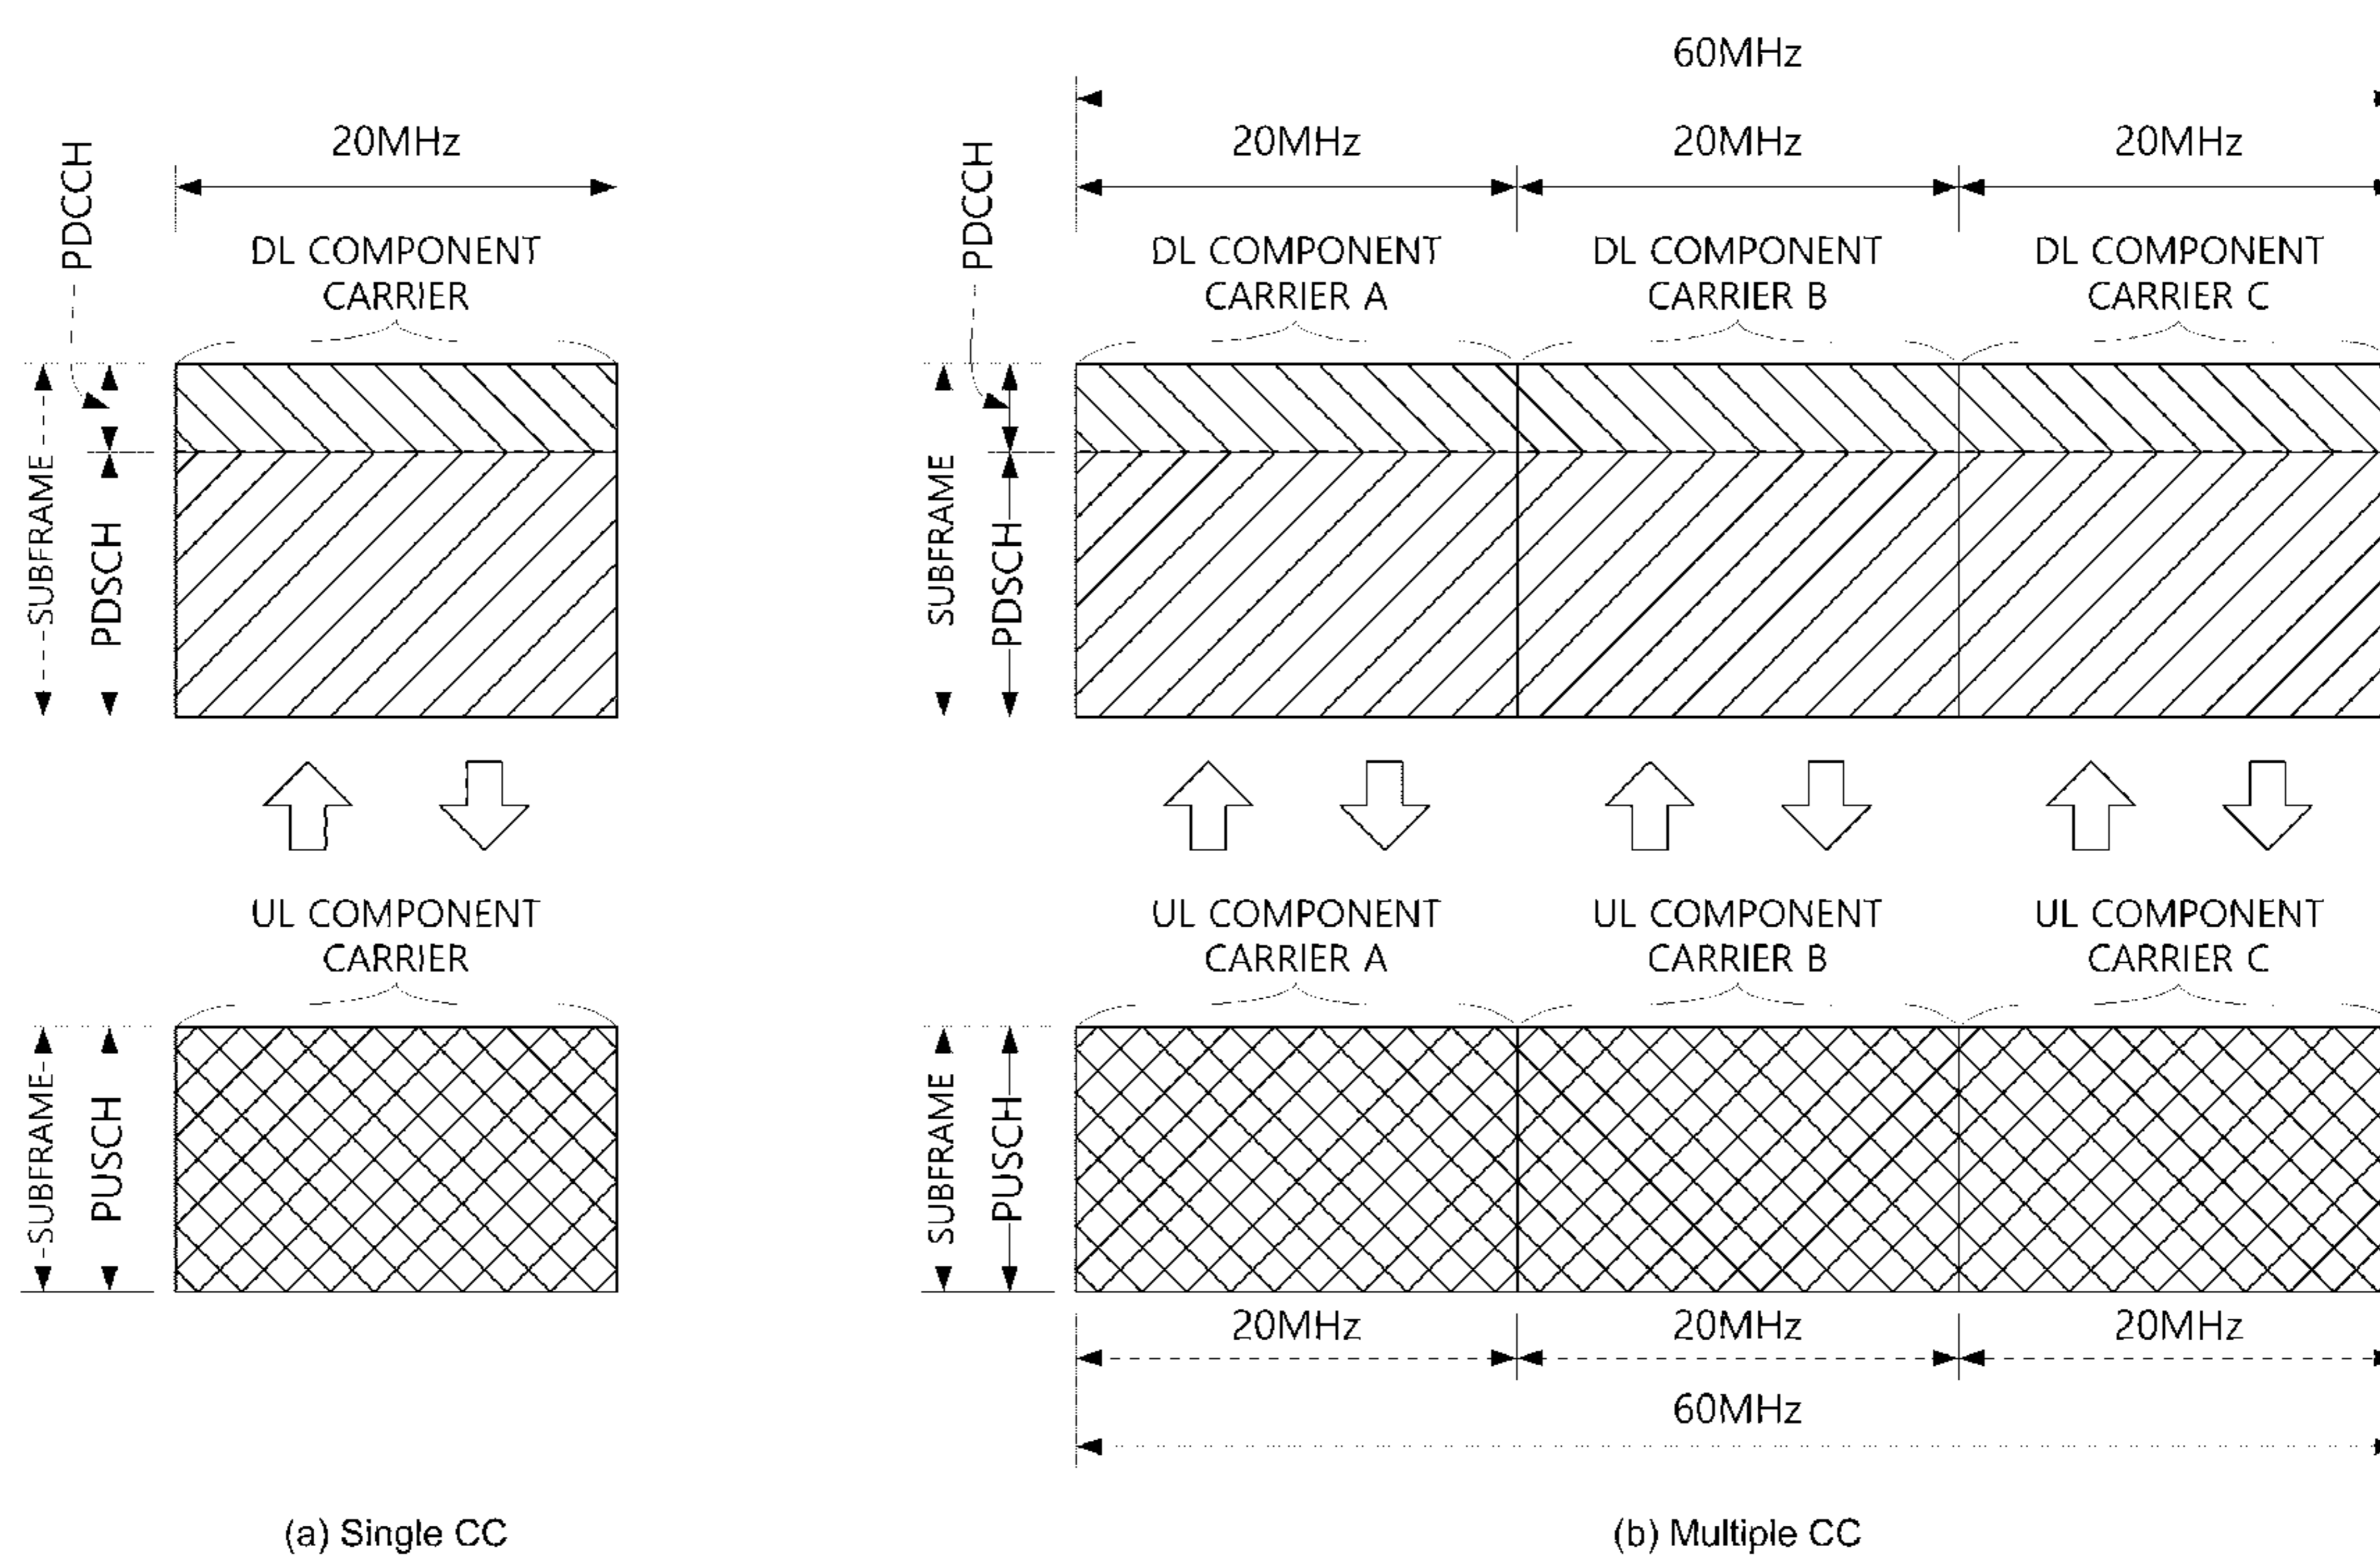 20MHz
PDCCH
DL COMPONENT
CARRIER
SUBFRAME
PDSCH
UL COMPONENT
CARRIER
SUBFRAME
PUSCH
(a) Single CC
60MHz
20MHz
20MHz
20MHz
PDCCH
DL COMPONENT
CARRIER A
DL COMPONENT
CARRIER B
DL COMPONENT
CARRIER C
SUBFRAME
PDSCH
UL COMPONENT
CARRIER A
UL COMPONENT
CARRIER B
UL COMPONENT
CARRIER C
SUBFRAME
PUSCH
20MHz
20MHz
20MHz
60MHz
(b) Multiple CC